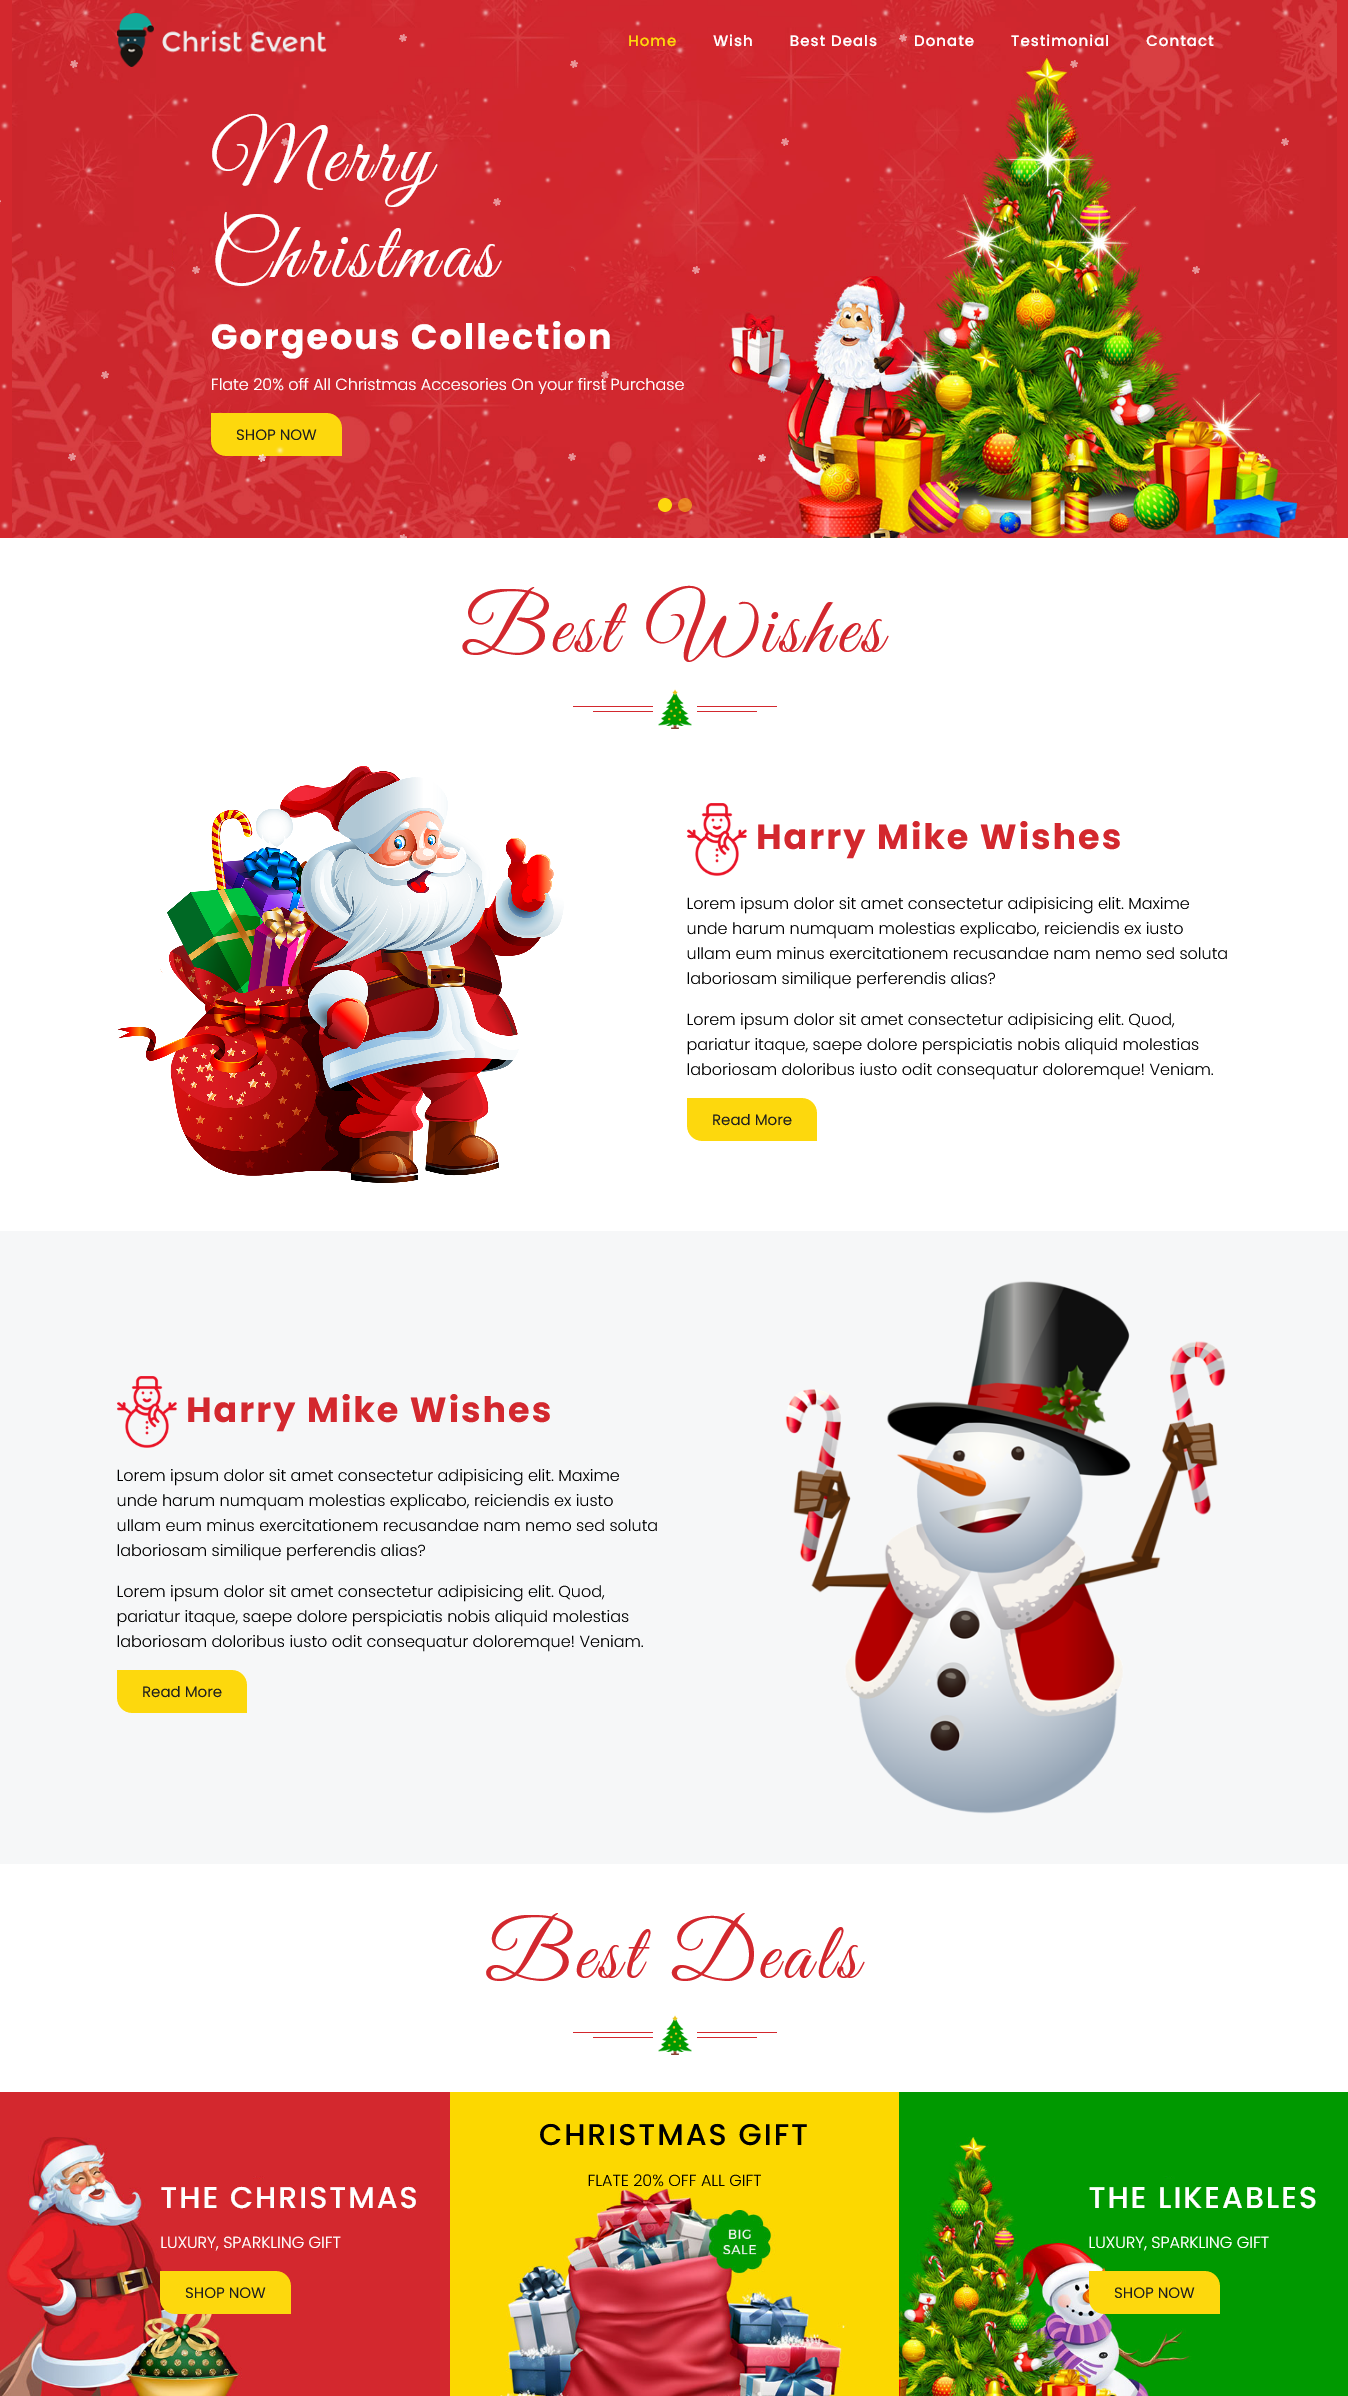 Christ Event
Home Wish Best Deals Donate Testimonial Contact
Merry
Christmas
Gorgeous Collection
Flate 20% off All Christmas Accesories On your first Purchase
SHOP NOW
Best Wishes
Harry Mike Wishes
Lorem ipsum dolor sit amet consectetur adipisicing elit. Maxime
unde harum numquam molestias explicabo, reiciendis ex iusto
ullam eum minus exercitationem recusandae nam nemo sed soluta
laboriosam similique perferendis alias?
Lorem ipsum dolor sit amet consectetur adipisicing elit. Quod,
pariatur itaque, saepe dolore perspiciatis nobis aliquid molestias
laboriosam doloribus iusto odit consequatur doloremque! Veniam.
Read More
Harry Mike Wishes
Lorem ipsum dolor sit amet consectetur adipisicing elit. Maxime
unde harum numquam molestias explicabo, reiciendis ex iusto
ullam eum minus exercitationem recusandae nam nemo sed soluta
laboriosam similique perferendis alias?
Lorem ipsum dolor sit amet consectetur adipisicing elit. Quod,
pariatur itaque, saepe dolore perspiciatis nobis aliquid molestias
laboriosam doloribus iusto odit consequatur doloremque! Veniam.
Read More
Best Deals
THE CHRISTMAS
LUXURY, SPARKLING GIFT
SHOP NOW
CHRISTMAS GIFT
FLATE 20% OFF ALL GIFT
BIG
SALE
THE LIKEABLES
LUXURY, SPARKLING GIFT
SHOP NOW